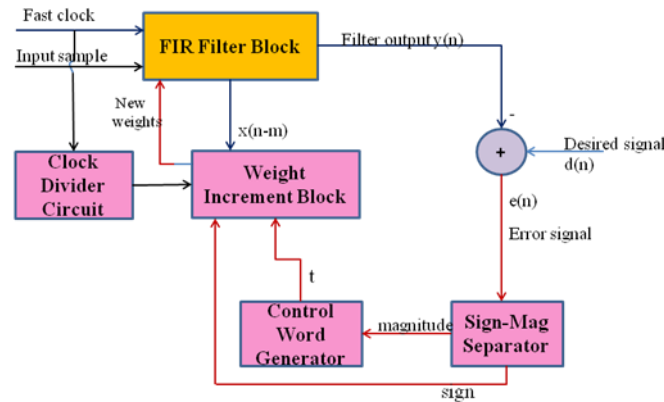 Fast clock
Input sample
FIR Filter Block
Filter output y(n)
New
weights
x(n-m)
-
+
Desired signal
d(n)
Clock
Divider
Circuit
Weight
Increment Block
e(n)
Error signal
t
Control
Word
Generator
magnitude
Sign-Mag
Separator
sign